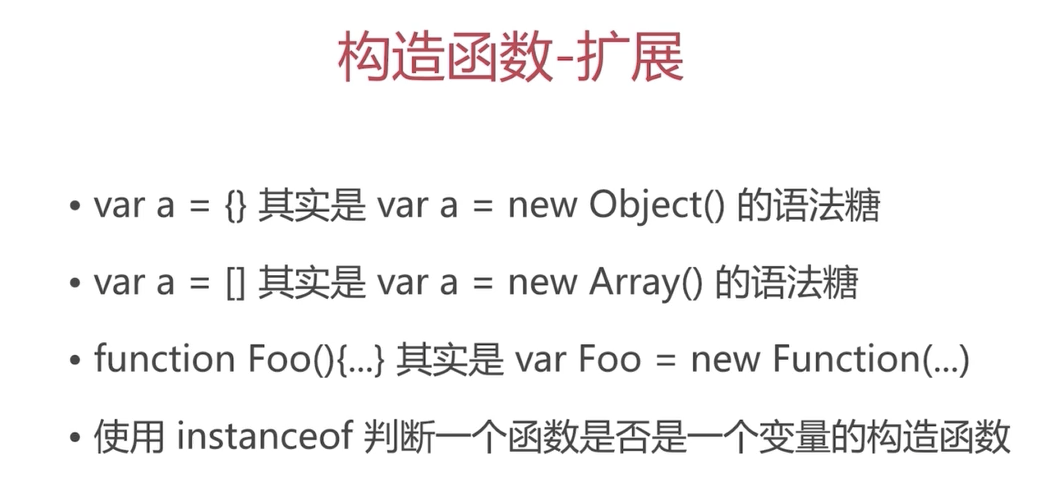 构造函数-扩展
• var a = {} 其实是 var a = new Object() 的语法糖
• var a = [] 其实是 var a = new Array() 的语法糖
• function Foo(){...} 其实是 var Foo = new Function(...)
• 使用 instanceof 判断一个函数是否是一个变量的构造函数